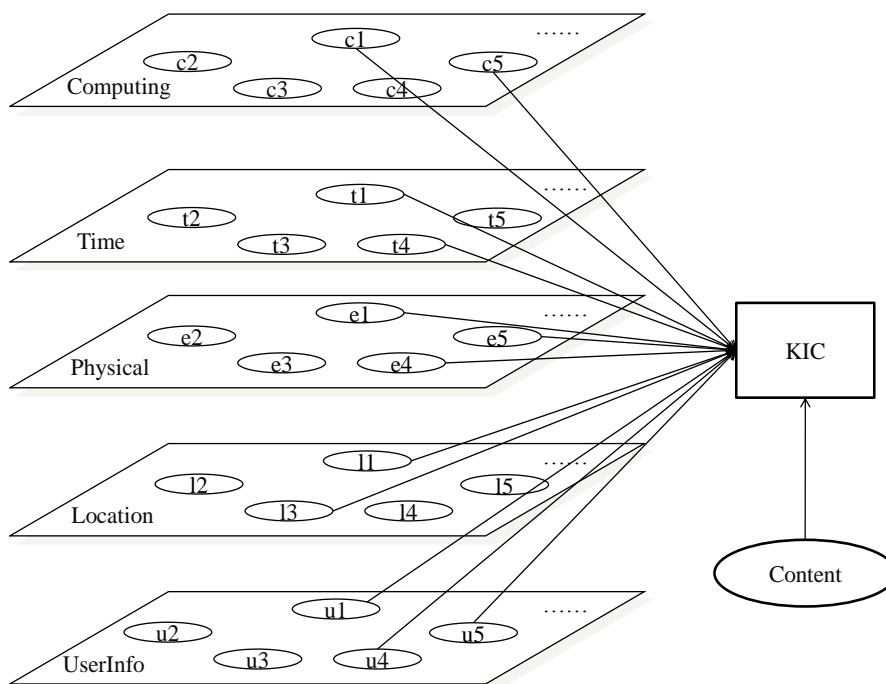 c1
……
c2
c5
Computing
c3
c4
t1
……
t2
t5
Time
t3
t4
e1
……
e2
e5
Physical
e3
e4
KIC
l1
……
l2
l5
Location
l3
l4
Content
u1
……
u2
u5
UserInfo
u3
u4